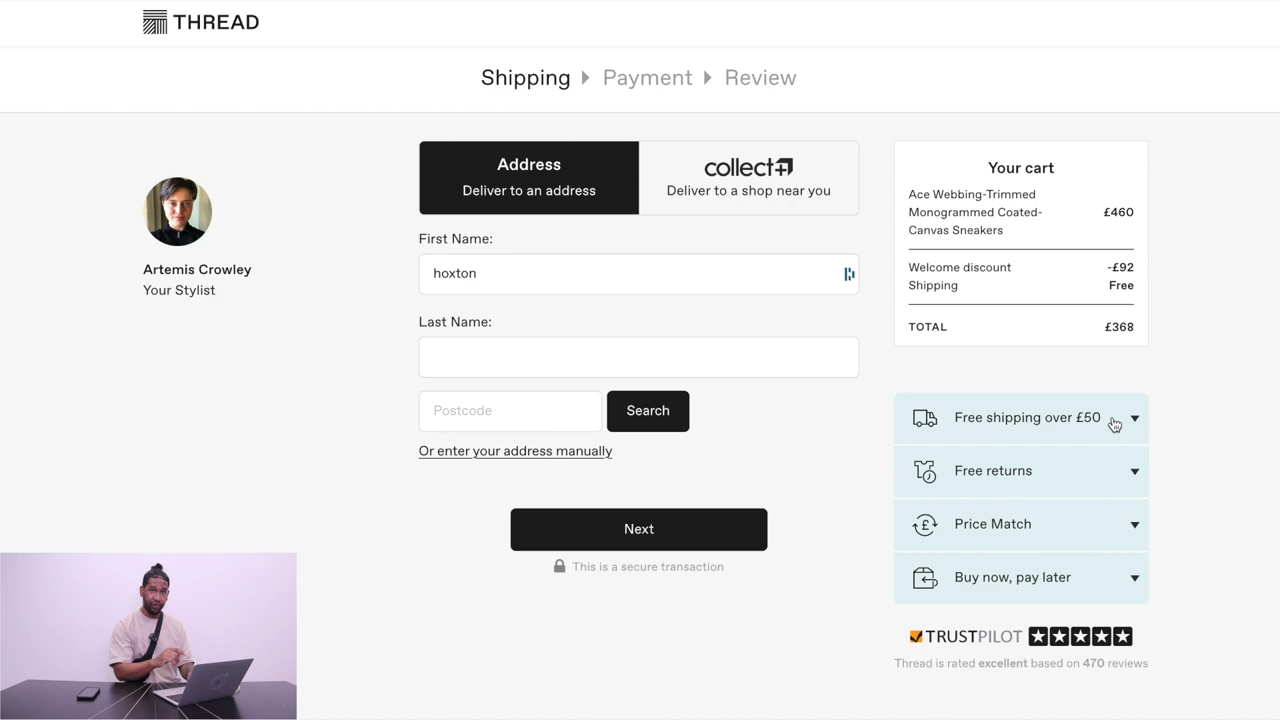 THREAD
Shipping Payment Review
Artemis Crowley
Your Stylist
Address
Deliver to an address
collect+
Deliver to a shop near you
First Name:
hoxton
Last Name:
Postcode
Search
Or enter your address manually
Next
This is a secure transaction
Your cart
Ace Webbing-Trimmed
Monogrammed Coated-
Canvas Sneakers
£460
Welcome discount -£92
Shipping Free
TOTAL £368
Free shipping over £50
Free returns
Price Match
Buy now, pay later
TRUSTPILOT
Thread is rated excellent based on 470 reviews